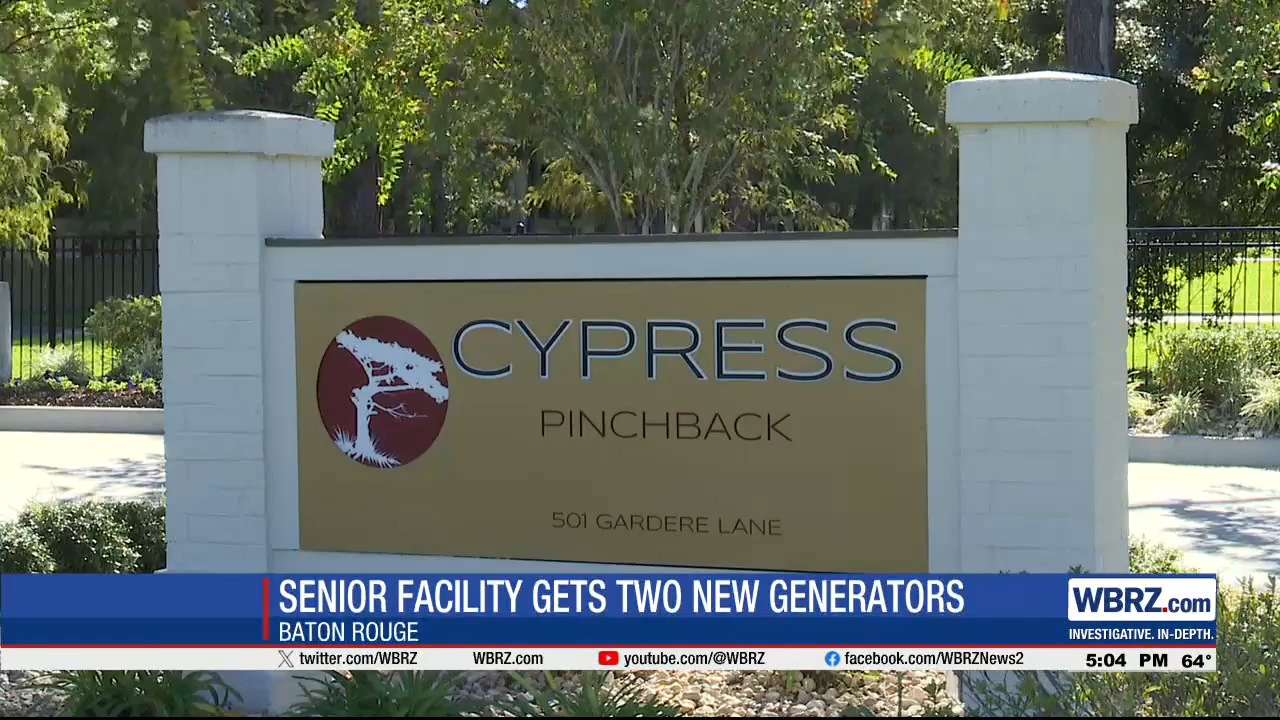 CYPRESS
PINCHBACK
501 GARDERE LANE
SENIOR FACILITY GETS TWO NEW GENERATORS
BATON ROUGE
WBRZ.com
INVESTIGATIVE. IN-DEPTH.
twitter.com/WBRZ WBRZ.com youtube.com/@WBRZ facebook.com/WBRZNews2 5:04 PM 64°